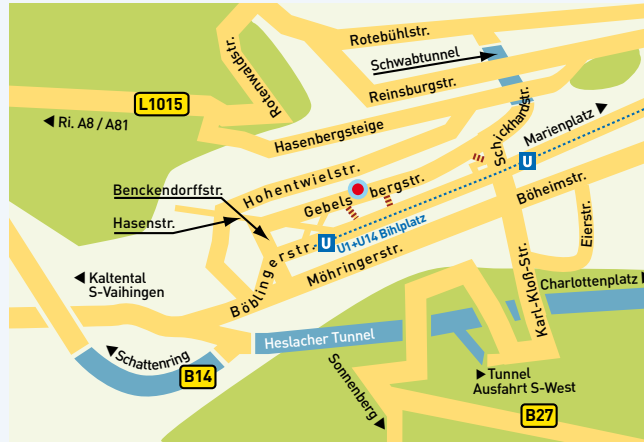 Rotebühlstr.
Rotenwaldstr.
Schwabtunnel
Reinsburgstr.
L1015
Ri. A8 / A81
Hasenbergsteige
Schickhardstr.
Marienplatz
U
Hohentwielstr.
Benckendorffstr.
Gebelsbergstr.
Böheimstr.
Hasenstr.
U
U1+U14 Bihlplatz
Eierstr.
Böblingerstr.
Möhringerstr.
Kaltental
S-Vaihingen
Karl-Kloß-Str.
Charlottenplatz
Heslacher Tunnel
Schattenring
B14
Sonnenberg
Tunnel
Ausfahrt S-West
B27